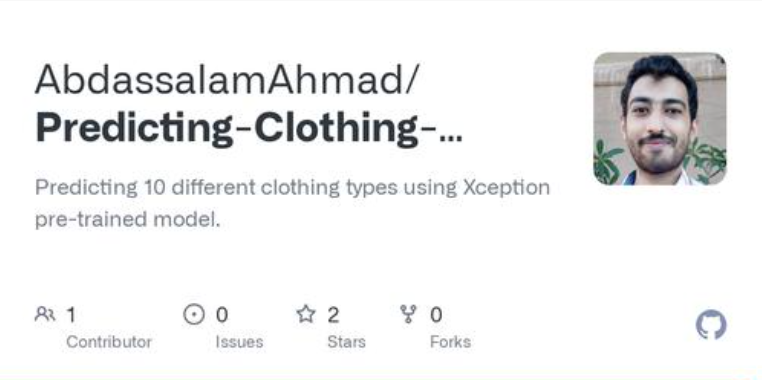 AbdassalamAhmad/
Predicting-Clothing-...
Predicting 10 different clothing types using Xception
pre-trained model.
1 0 2 0
Contributor Issues Stars Forks